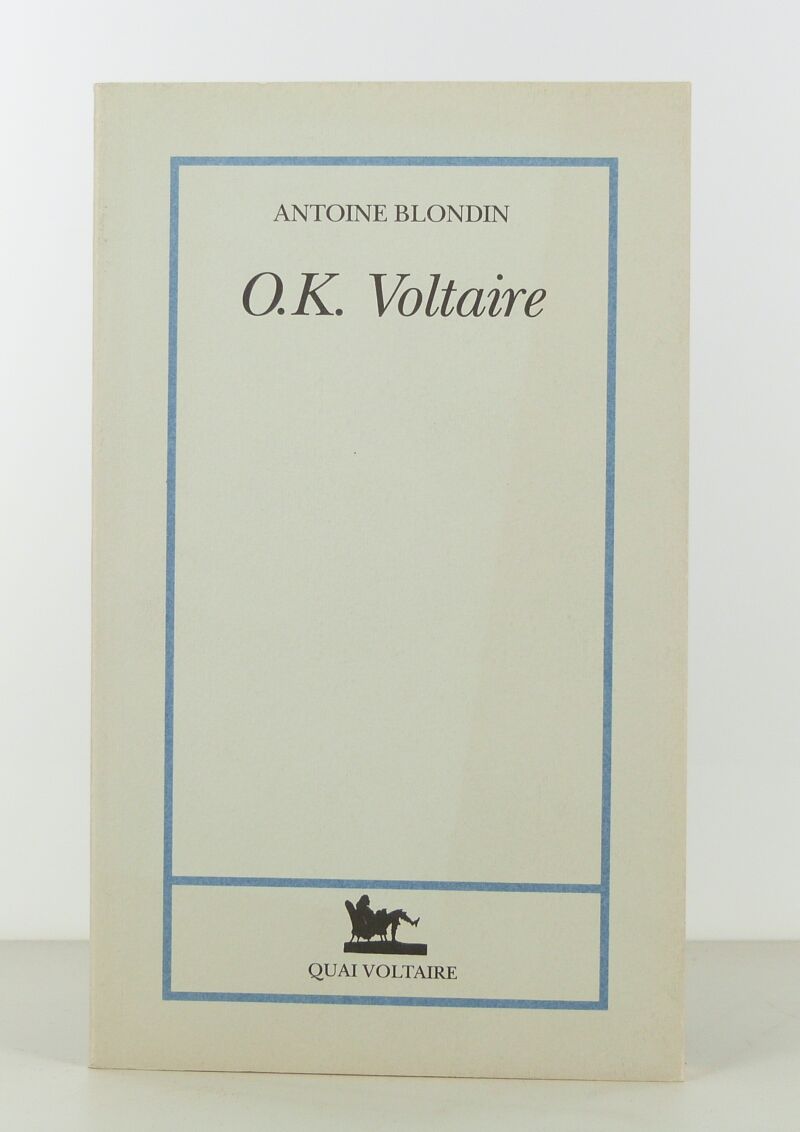 ANTOINE BLONDIN
O.K. Voltaire
QUAI VOLTAIRE